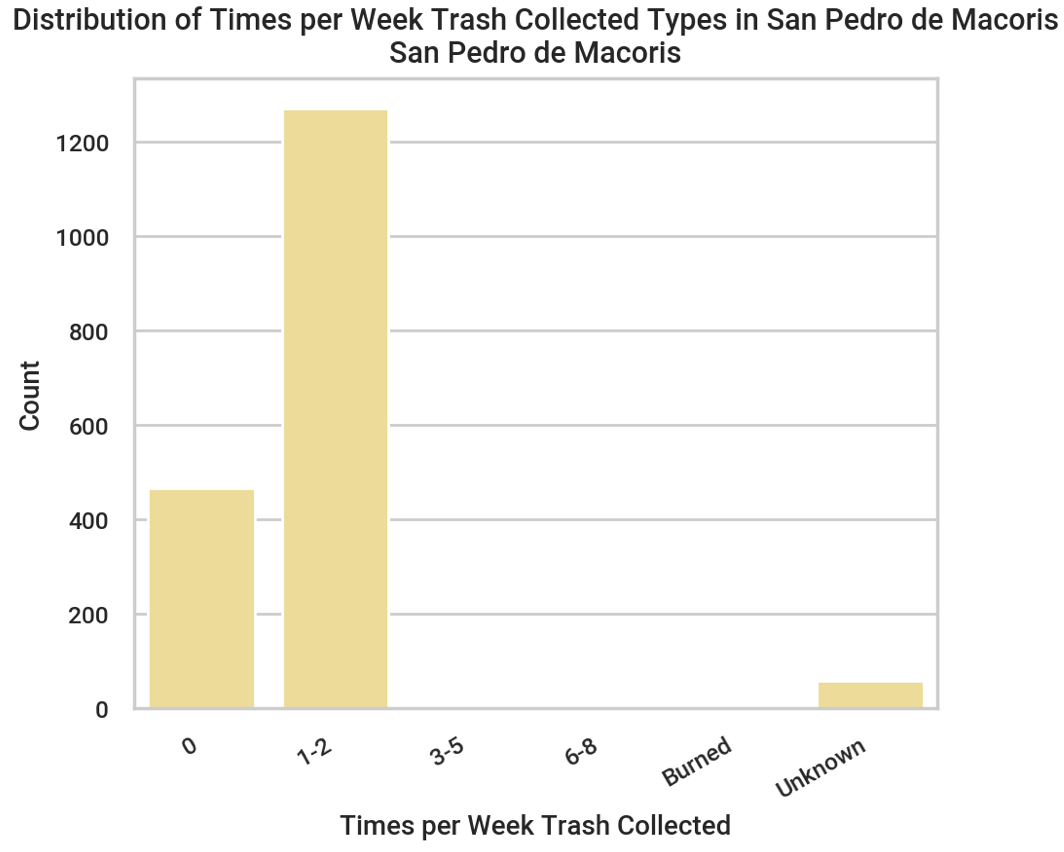 Distribution of Times per Week Trash Collected Types in San Pedro de Macoris
San Pedro de Macoris
1200
1000
800
600
400
200
0
Count
0
1-2
3-5
6-8
Burned
Unknown
Times per Week Trash Collected